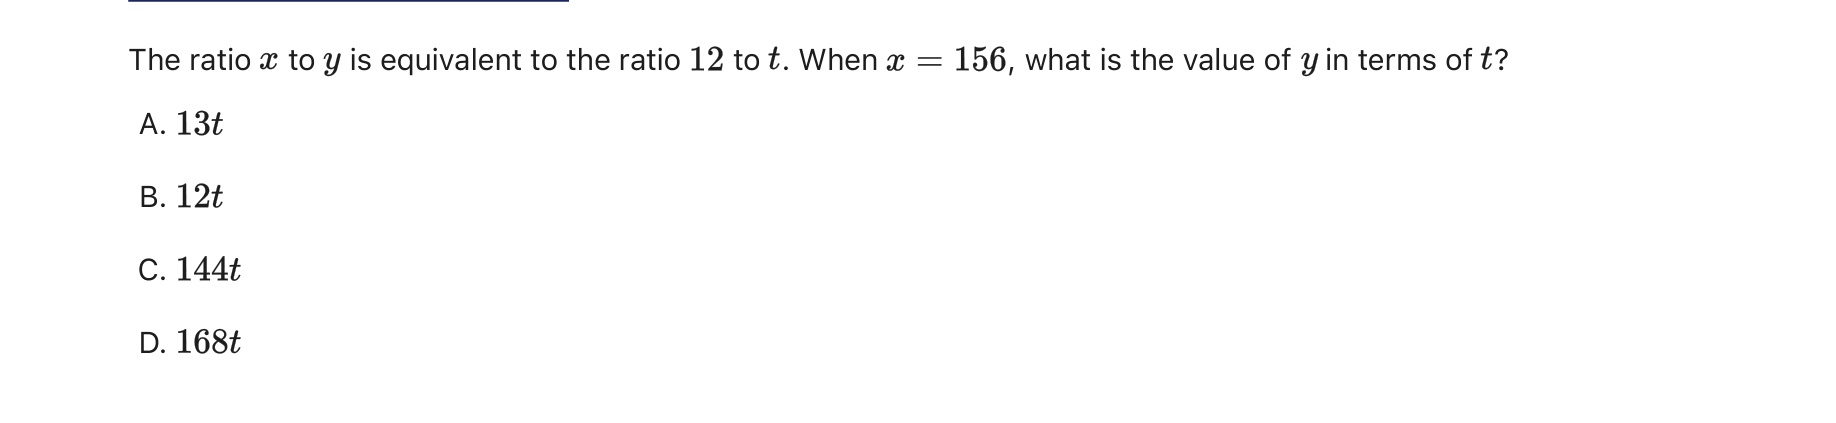 The ratio x to y is equivalent to the ratio 12 to t. When x = 156, what is the value of y in terms of t?
A. 13t
B. 12t
C. 144t
D. 168t